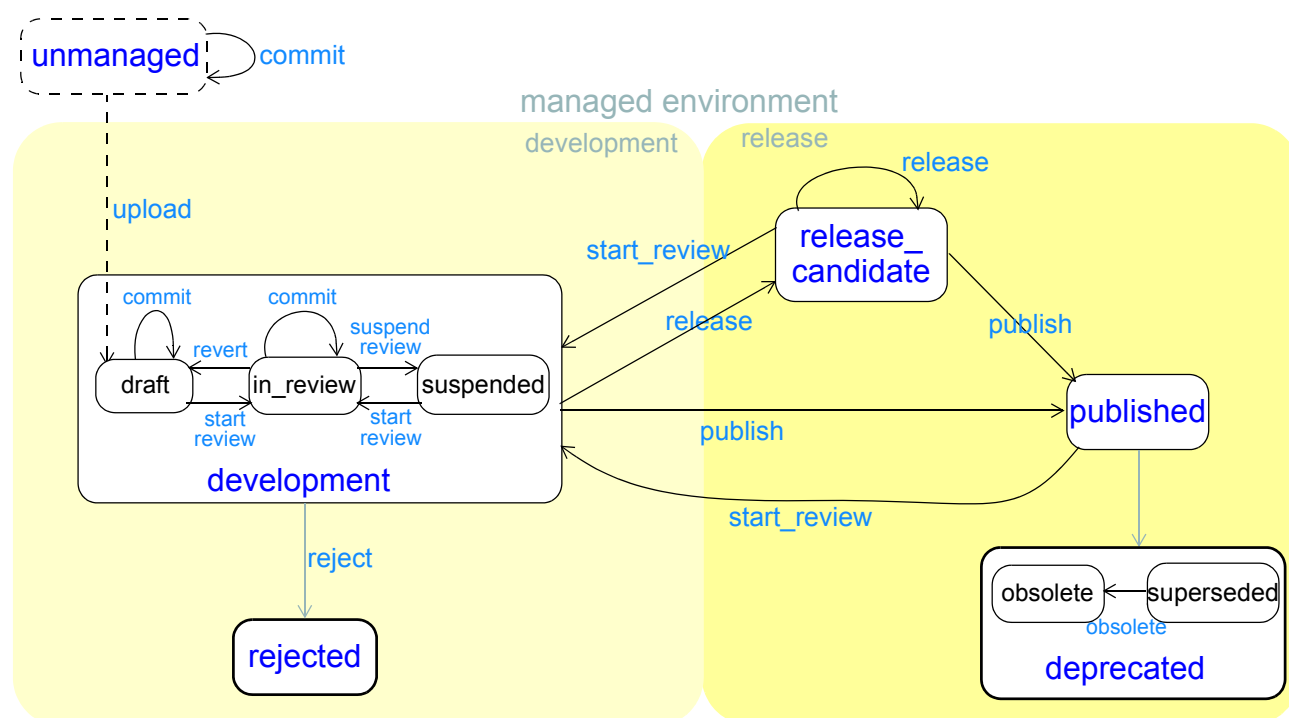 unmanaged
commit
managed environment
development
release
release
upload
start_review
release_
candidate
commit
commit
suspend
review
release
publish
revert
draft
in_review
suspended
start
review
start
review
publish
published
development
start_review
reject
obsolete
superseded
obsolete
rejected
deprecated